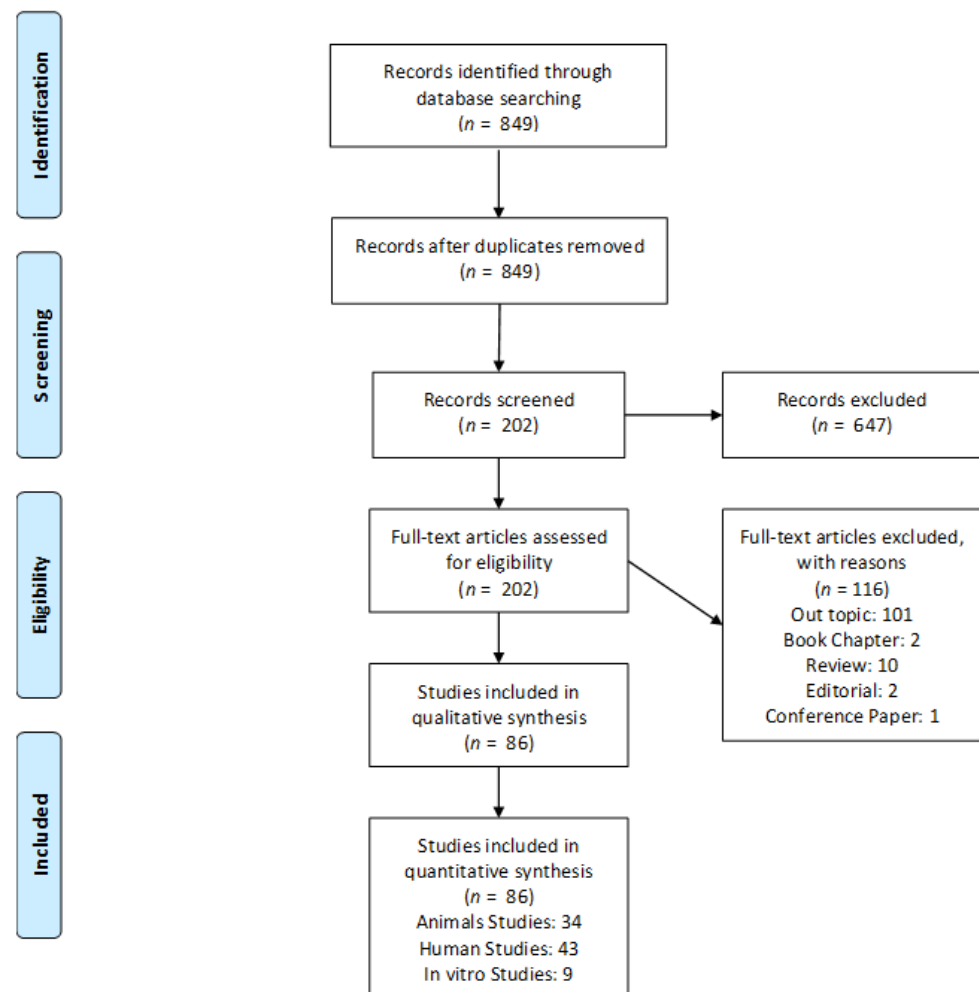 Identification
Records identified through
database searching
(n = 849)
Records after duplicates removed
(n = 849)
Screening
Records screened
(n = 202)
Records excluded
(n = 647)
Eligibility
Full-text articles assessed
for eligibility
(n = 202)
Full-text articles excluded,
with reasons
(n = 116)
Out topic: 101
Book Chapter: 2
Review: 10
Editorial: 2
Conference Paper: 1
Studies included in
qualitative synthesis
(n = 86)
Included
Studies included in
quantitative synthesis
(n = 86)
Animals Studies: 34
Human Studies: 43
In vitro Studies: 9